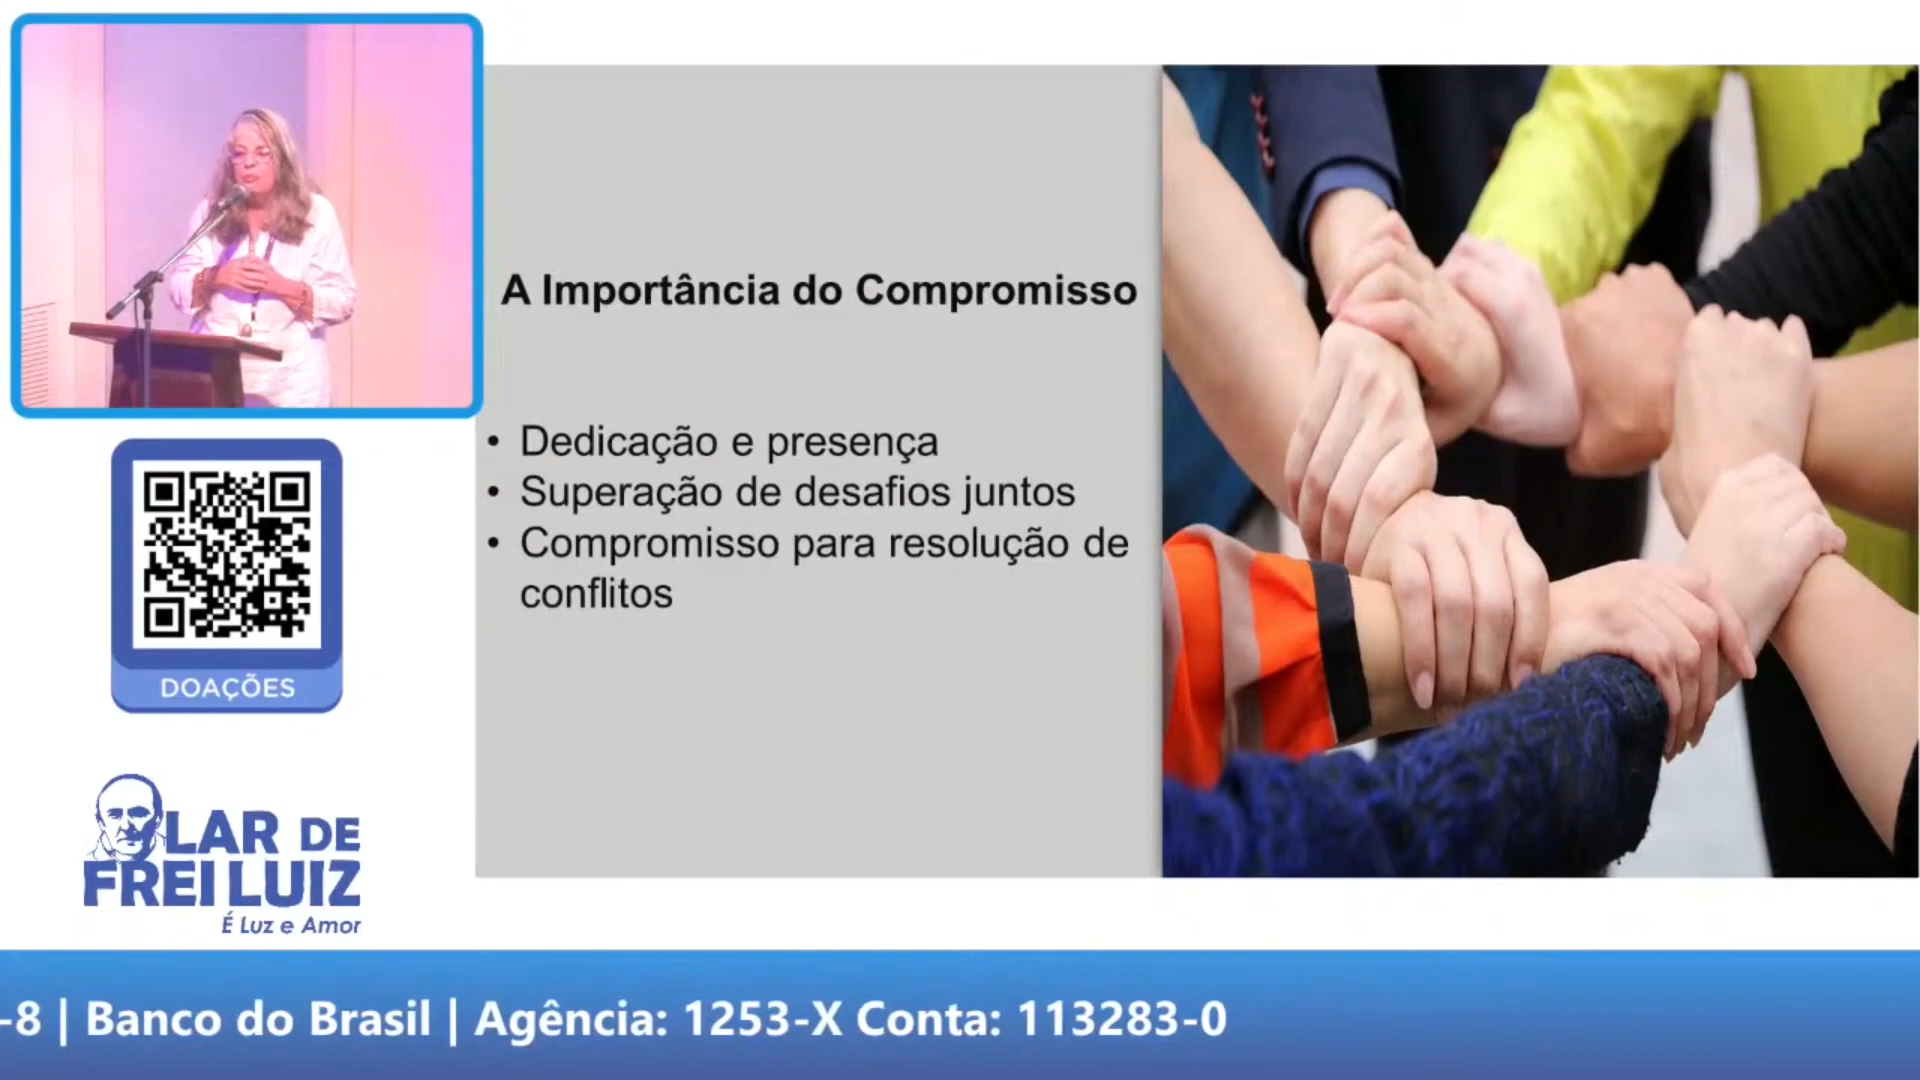 A Importância do Compromisso
• Dedicação e presença
• Superação de desafios juntos
• Compromisso para resolução de
conflitos
DOAÇÕES
LAR DE
FREI LUIZ
É Luz e Amor
-8 | Banco do Brasil | Agência: 1253-X Conta: 113283-0